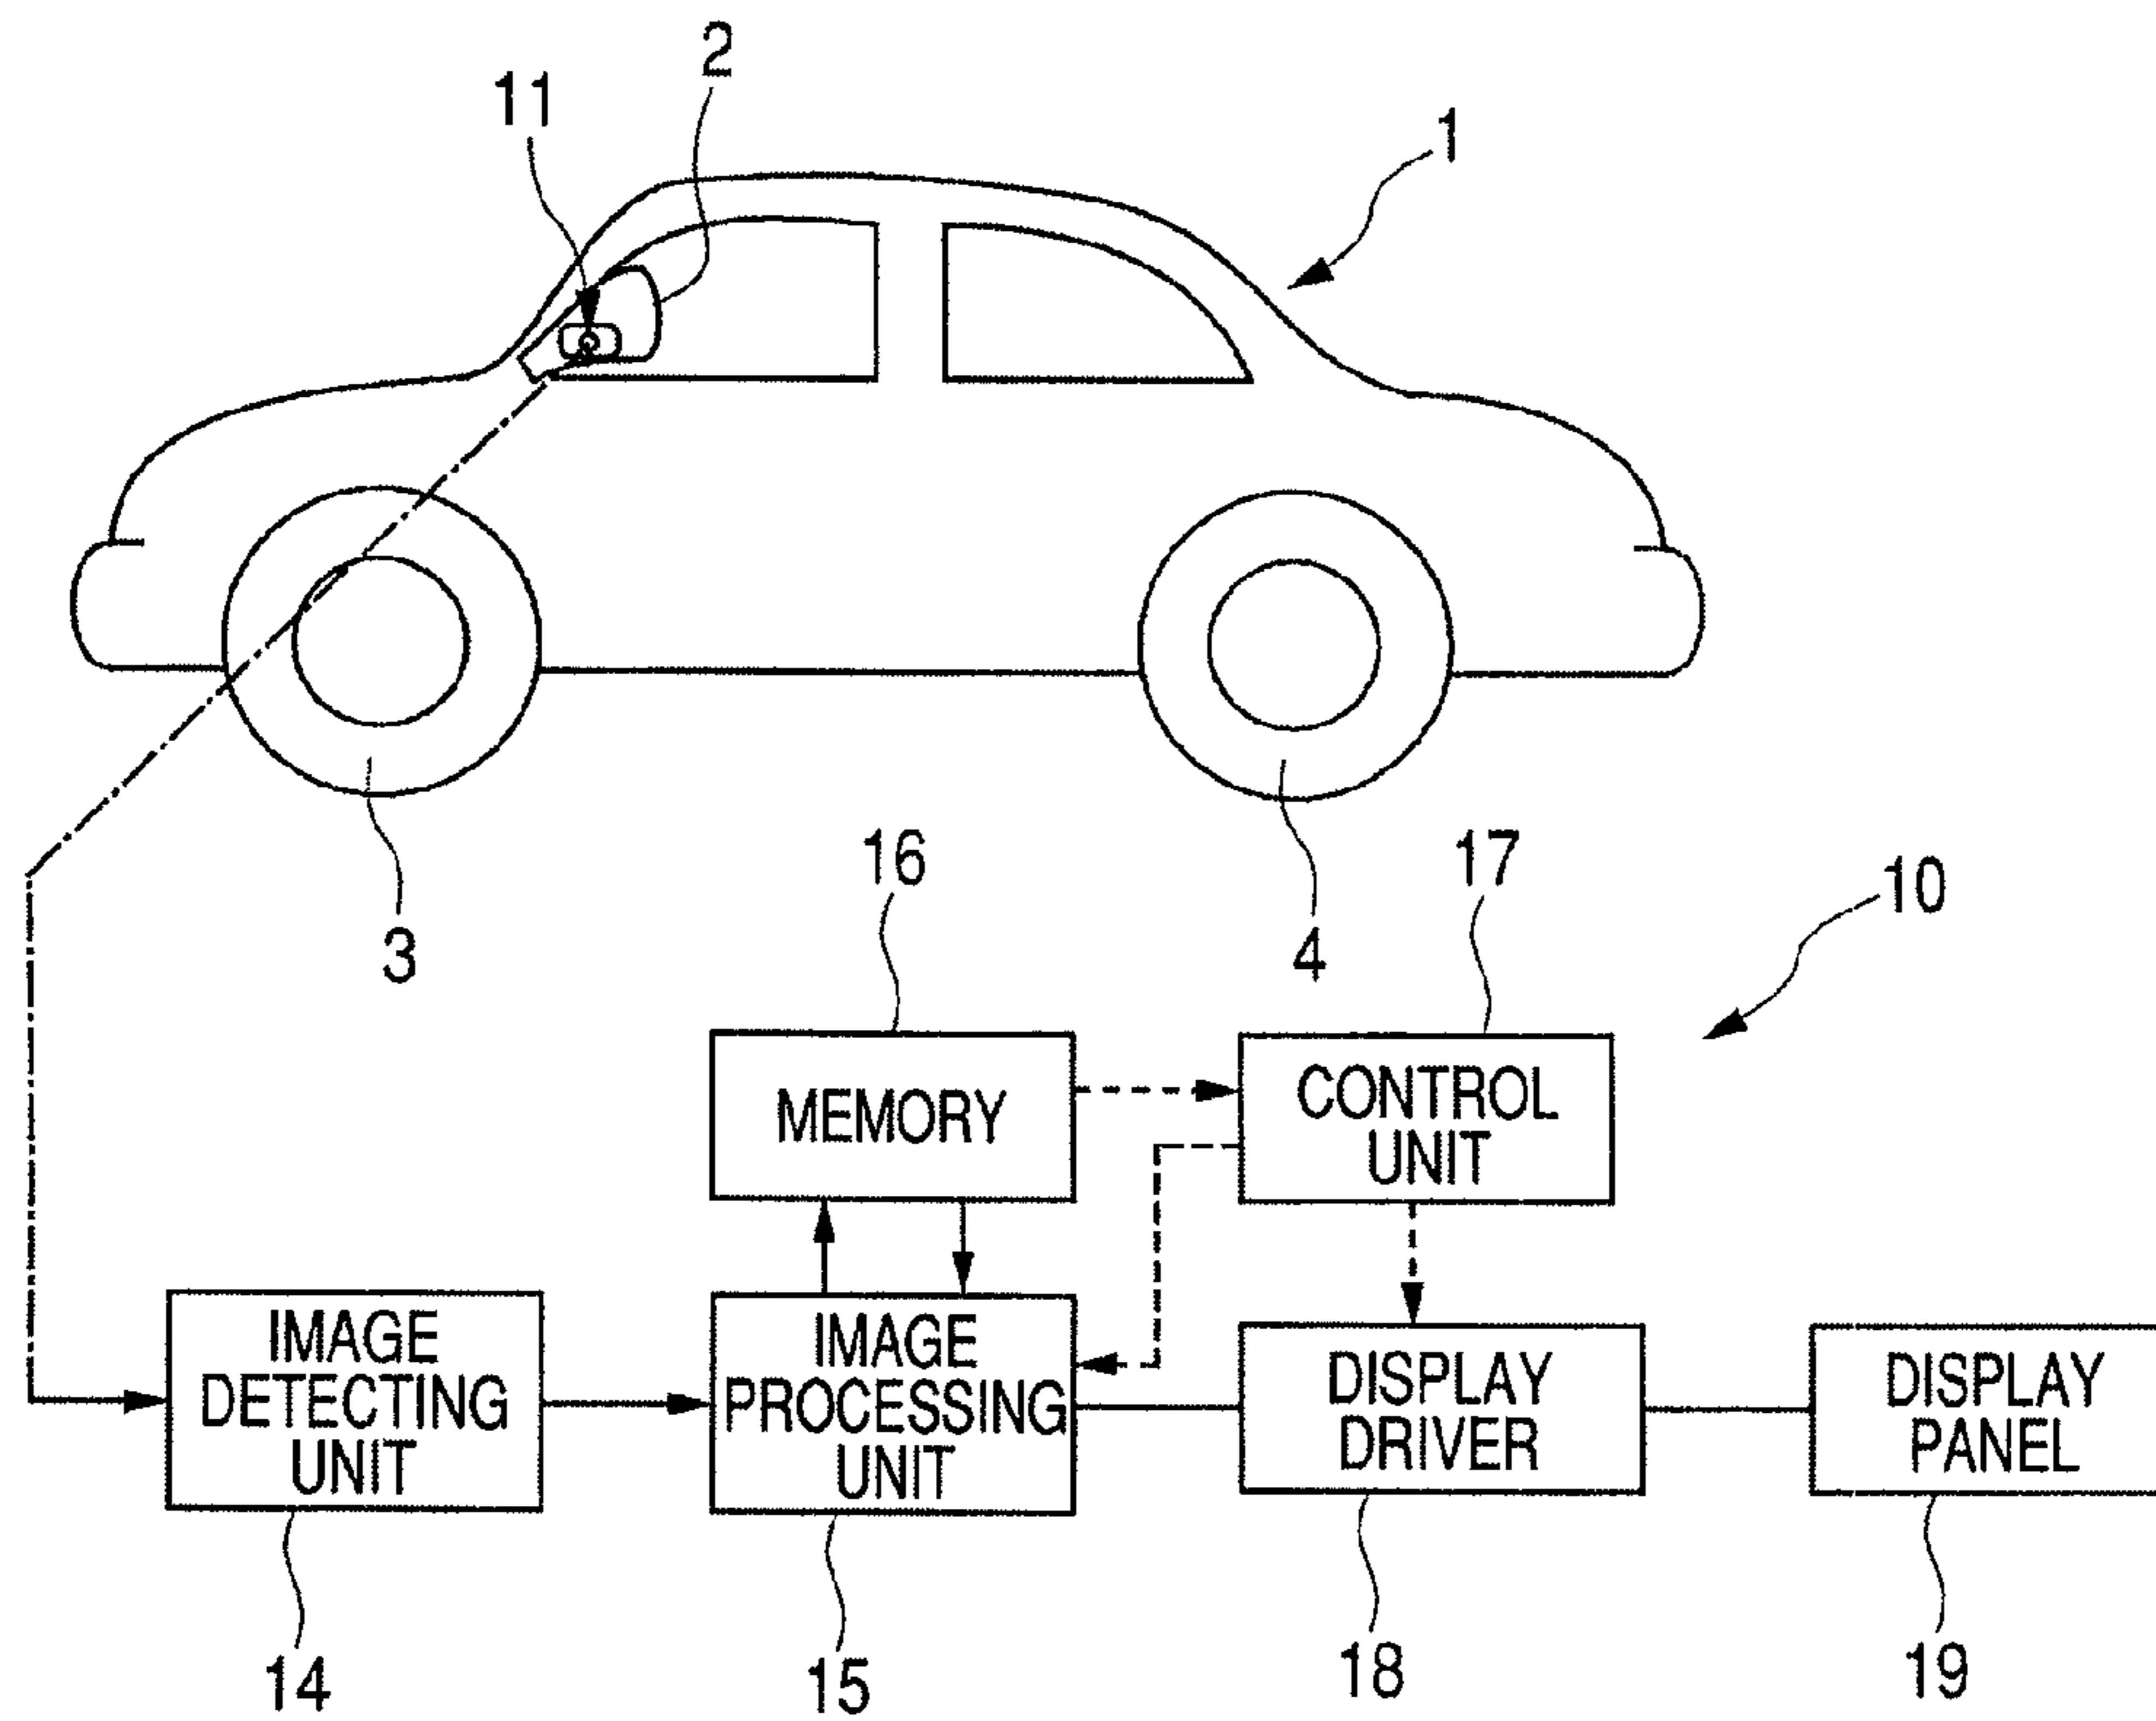 2
11
1
16
17
10
3
4
MEMORY
CONTROL
UNIT
IMAGE
DETECTING
UNIT
IMAGE
PROCESSING
UNIT
DISPLAY
DRIVER
DISPLAY
PANEL
14
15
18
19